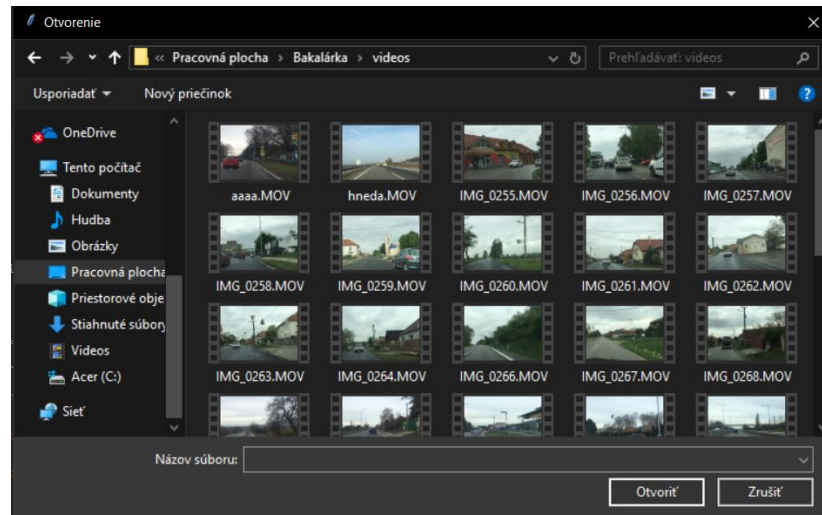 Otvorenie
« Pracovná plocha › Bakalárka › videos
Prehľadávať: videos
Usporiadať
Nový priečinok
OneDrive
Tento počítač
Dokumenty
Hudba
Obrázky
Pracovná plocha
Priestorové obje
Stiahnuté súbory
Videos
Acer (C:)
Sieť
aaaa.MOV
hneda.MOV
IMG_0255.MOV
IMG_0256.MOV
IMG_0257.MOV
IMG_0258.MOV
IMG_0259.MOV
IMG_0260.MOV
IMG_0261.MOV
IMG_0262.MOV
IMG_0263.MOV
IMG_0264.MOV
IMG_0266.MOV
IMG_0267.MOV
IMG_0268.MOV
Názov súboru:
Otvoriť
Zrušiť